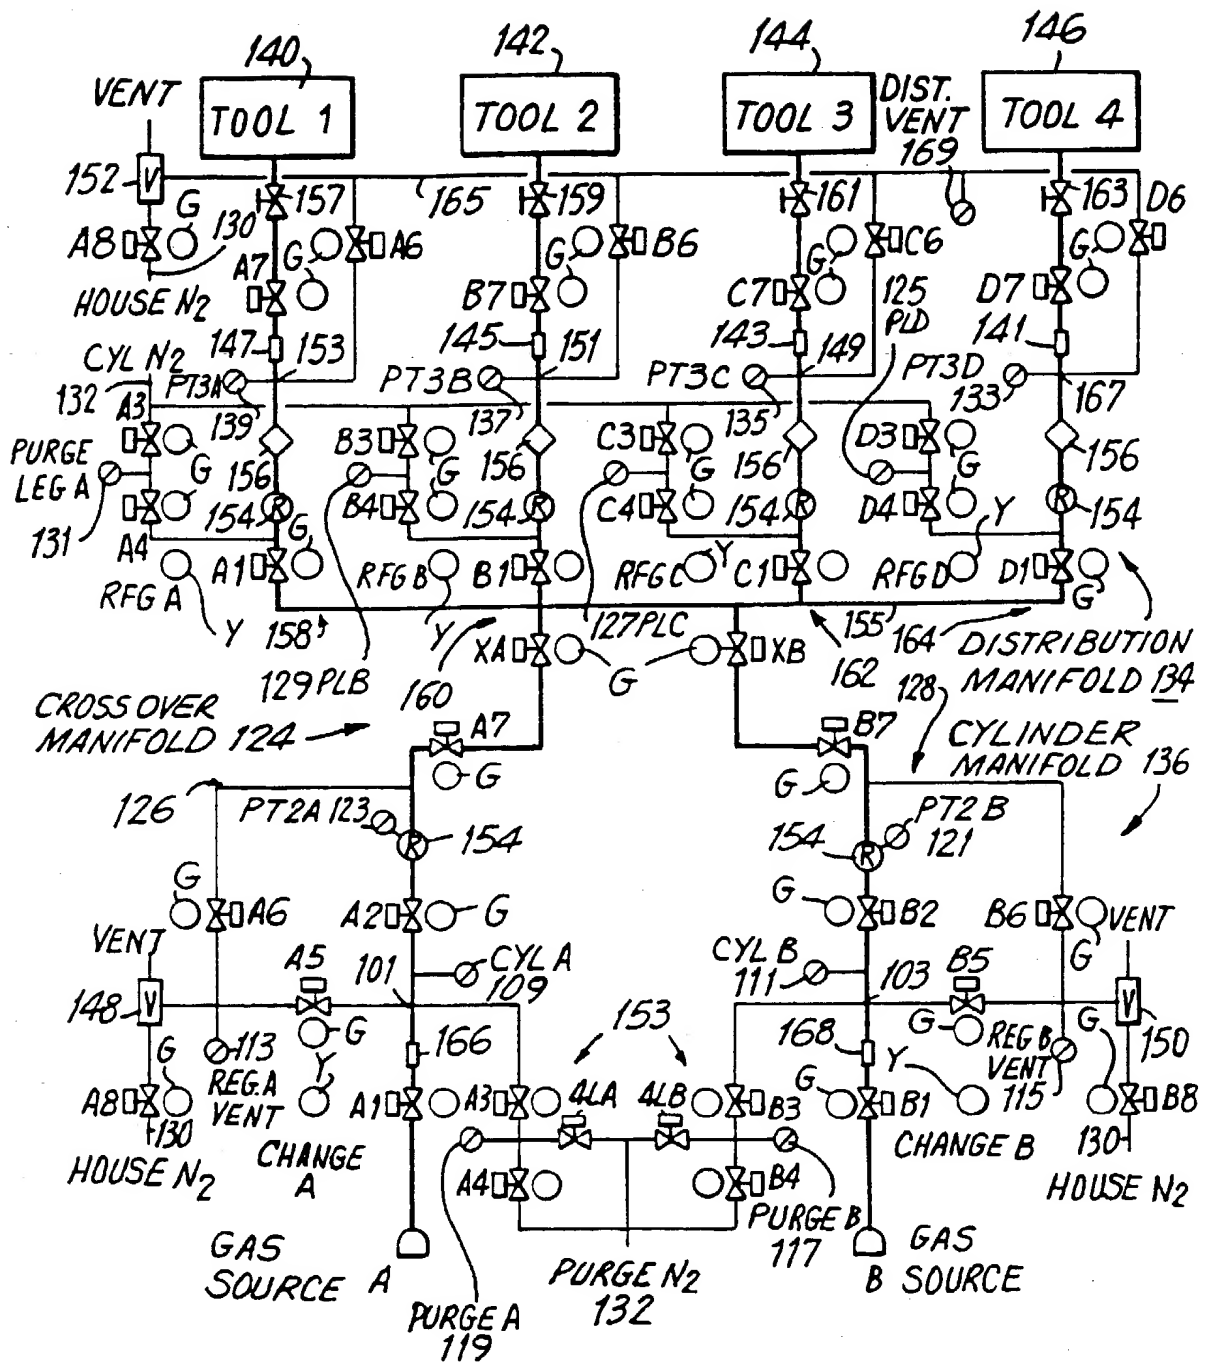 140 142 144 146
VENT TOOL 1 TOOL 2 TOOL 3 DIST. VENT 169 TOOL 4
152 V 157 165 159 161 163 D6
G 130
A8 A6 G B6 G C6 G
A7 B7 C7 125 PLD D7
HOUSE N2
147 153 145 151 143 149 141
CYL N2
132 PT3A PT3B PT3C PT3D
A3 139 137 135 133 167
B3 C3 D3
PURGE LEG A G 156 G 156 G 156 G 156
131 A4 154 R B4 154 R C4 154 R D4 Y R 154
G
RFG A A1 RFG B B1 RFG C Y C1 RFG D D1 G
Y 158 Y 127 PLC 155 164 DISTRIBUTION
129 PLB 160 XA G XB 162 MANIFOLD 134
128
CROSSOVER
MANIFOLD 124 A7 B7 CYLINDER
MANIFOLD 136
G G
126 PT2A 123 R 154 154 R PT2B
121
G G
A6 A2 G B2 B6 G VENT
VENT
A5 101 CYL A
109
CYL B
111 103 B5
148 V G 153 G V 150
G 113 166 168 REG B
VENT
115 G
REG.A
VENT Y 4LA 4LB Y
A8 A1 A3 B3 G B1 B8
130 130
HOUSE N2 CHANGE
A A4 B4 CHANGE B HOUSE N2
PURGE B
117
GAS
SOURCE A PURGE N2
132 B GAS
SOURCE
PURGE A
119